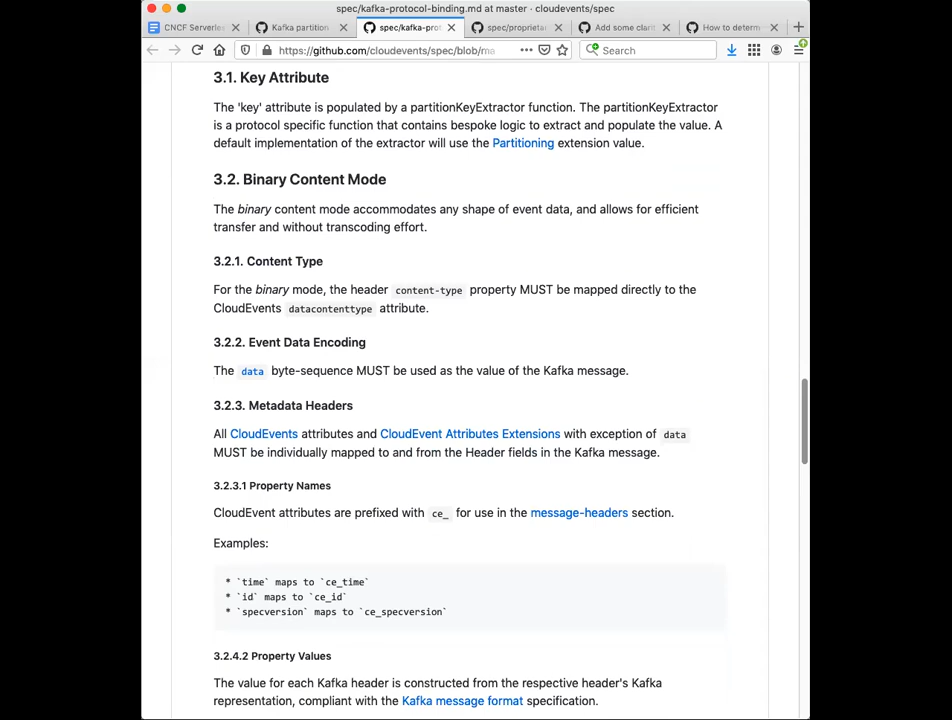 spec/kafka-protocol-binding.md at master · cloudevents/spec
CNCF Serverles
Kafka partition
spec/kafka-prot
spec/proprietar
Add some clarit
How to determ
https://github.com/cloudevents/spec/blob/ma
Search
3.1. Key Attribute
The 'key' attribute is populated by a partitionKeyExtractor function. The partitionKeyExtractor
is a protocol specific function that contains bespoke logic to extract and populate the value. A
default implementation of the extractor will use the Partitioning extension value.
3.2. Binary Content Mode
The binary content mode accommodates any shape of event data, and allows for efficient
transfer and without transcoding effort.
3.2.1. Content Type
For the binary mode, the header content-type property MUST be mapped directly to the
CloudEvents datacontenttype attribute.
3.2.2. Event Data Encoding
The data byte-sequence MUST be used as the value of the Kafka message.
3.2.3. Metadata Headers
All CloudEvents attributes and CloudEvent Attributes Extensions with exception of data
MUST be individually mapped to and from the Header fields in the Kafka message.
3.2.3.1 Property Names
CloudEvent attributes are prefixed with ce_ for use in the message-headers section.
Examples:
* `time` maps to `ce_time`
* `id` maps to `ce_id`
* `specversion` maps to `ce_specversion`
3.2.4.2 Property Values
The value for each Kafka header is constructed from the respective header's Kafka
representation, compliant with the Kafka message format specification.